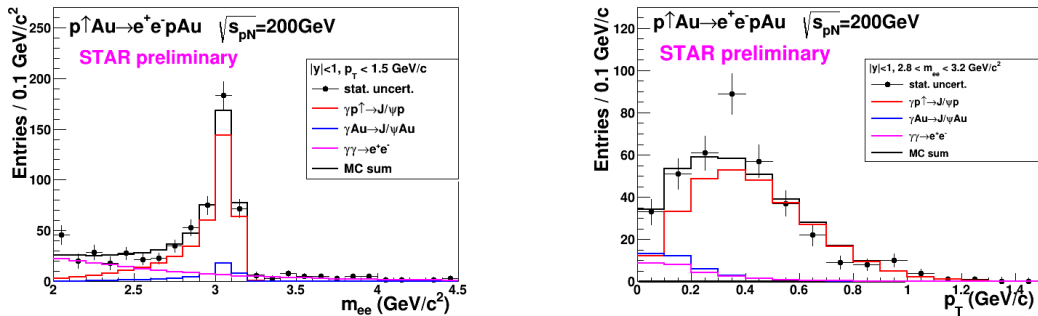 p↑Au→e⁺e⁻pAu √s_pN=200GeV
STAR preliminary
Entries / 0.1 GeV/c²
300
250
200
150
100
50
0
|y|<1, p_T < 1.5 GeV/c
stat. uncert.
γp↑→J/ψp
γAu→J/ψAu
γγ→e⁺e⁻
MC sum
2 2.5 3 3.5 4 4.5
m_ee (GeV/c²)
p↑Au→e⁺e⁻pAu √s_pN=200GeV
STAR preliminary
Entries / 0.1 GeV/c
120
100
80
60
40
20
0
|y|<1, 2.8 < m_ee < 3.2 GeV/c²
stat. uncert.
γp↑→J/ψp
γAu→J/ψAu
γγ→e⁺e⁻
MC sum
0 0.2 0.4 0.6 0.8 1 1.2 1.4
p_T (GeV/c)